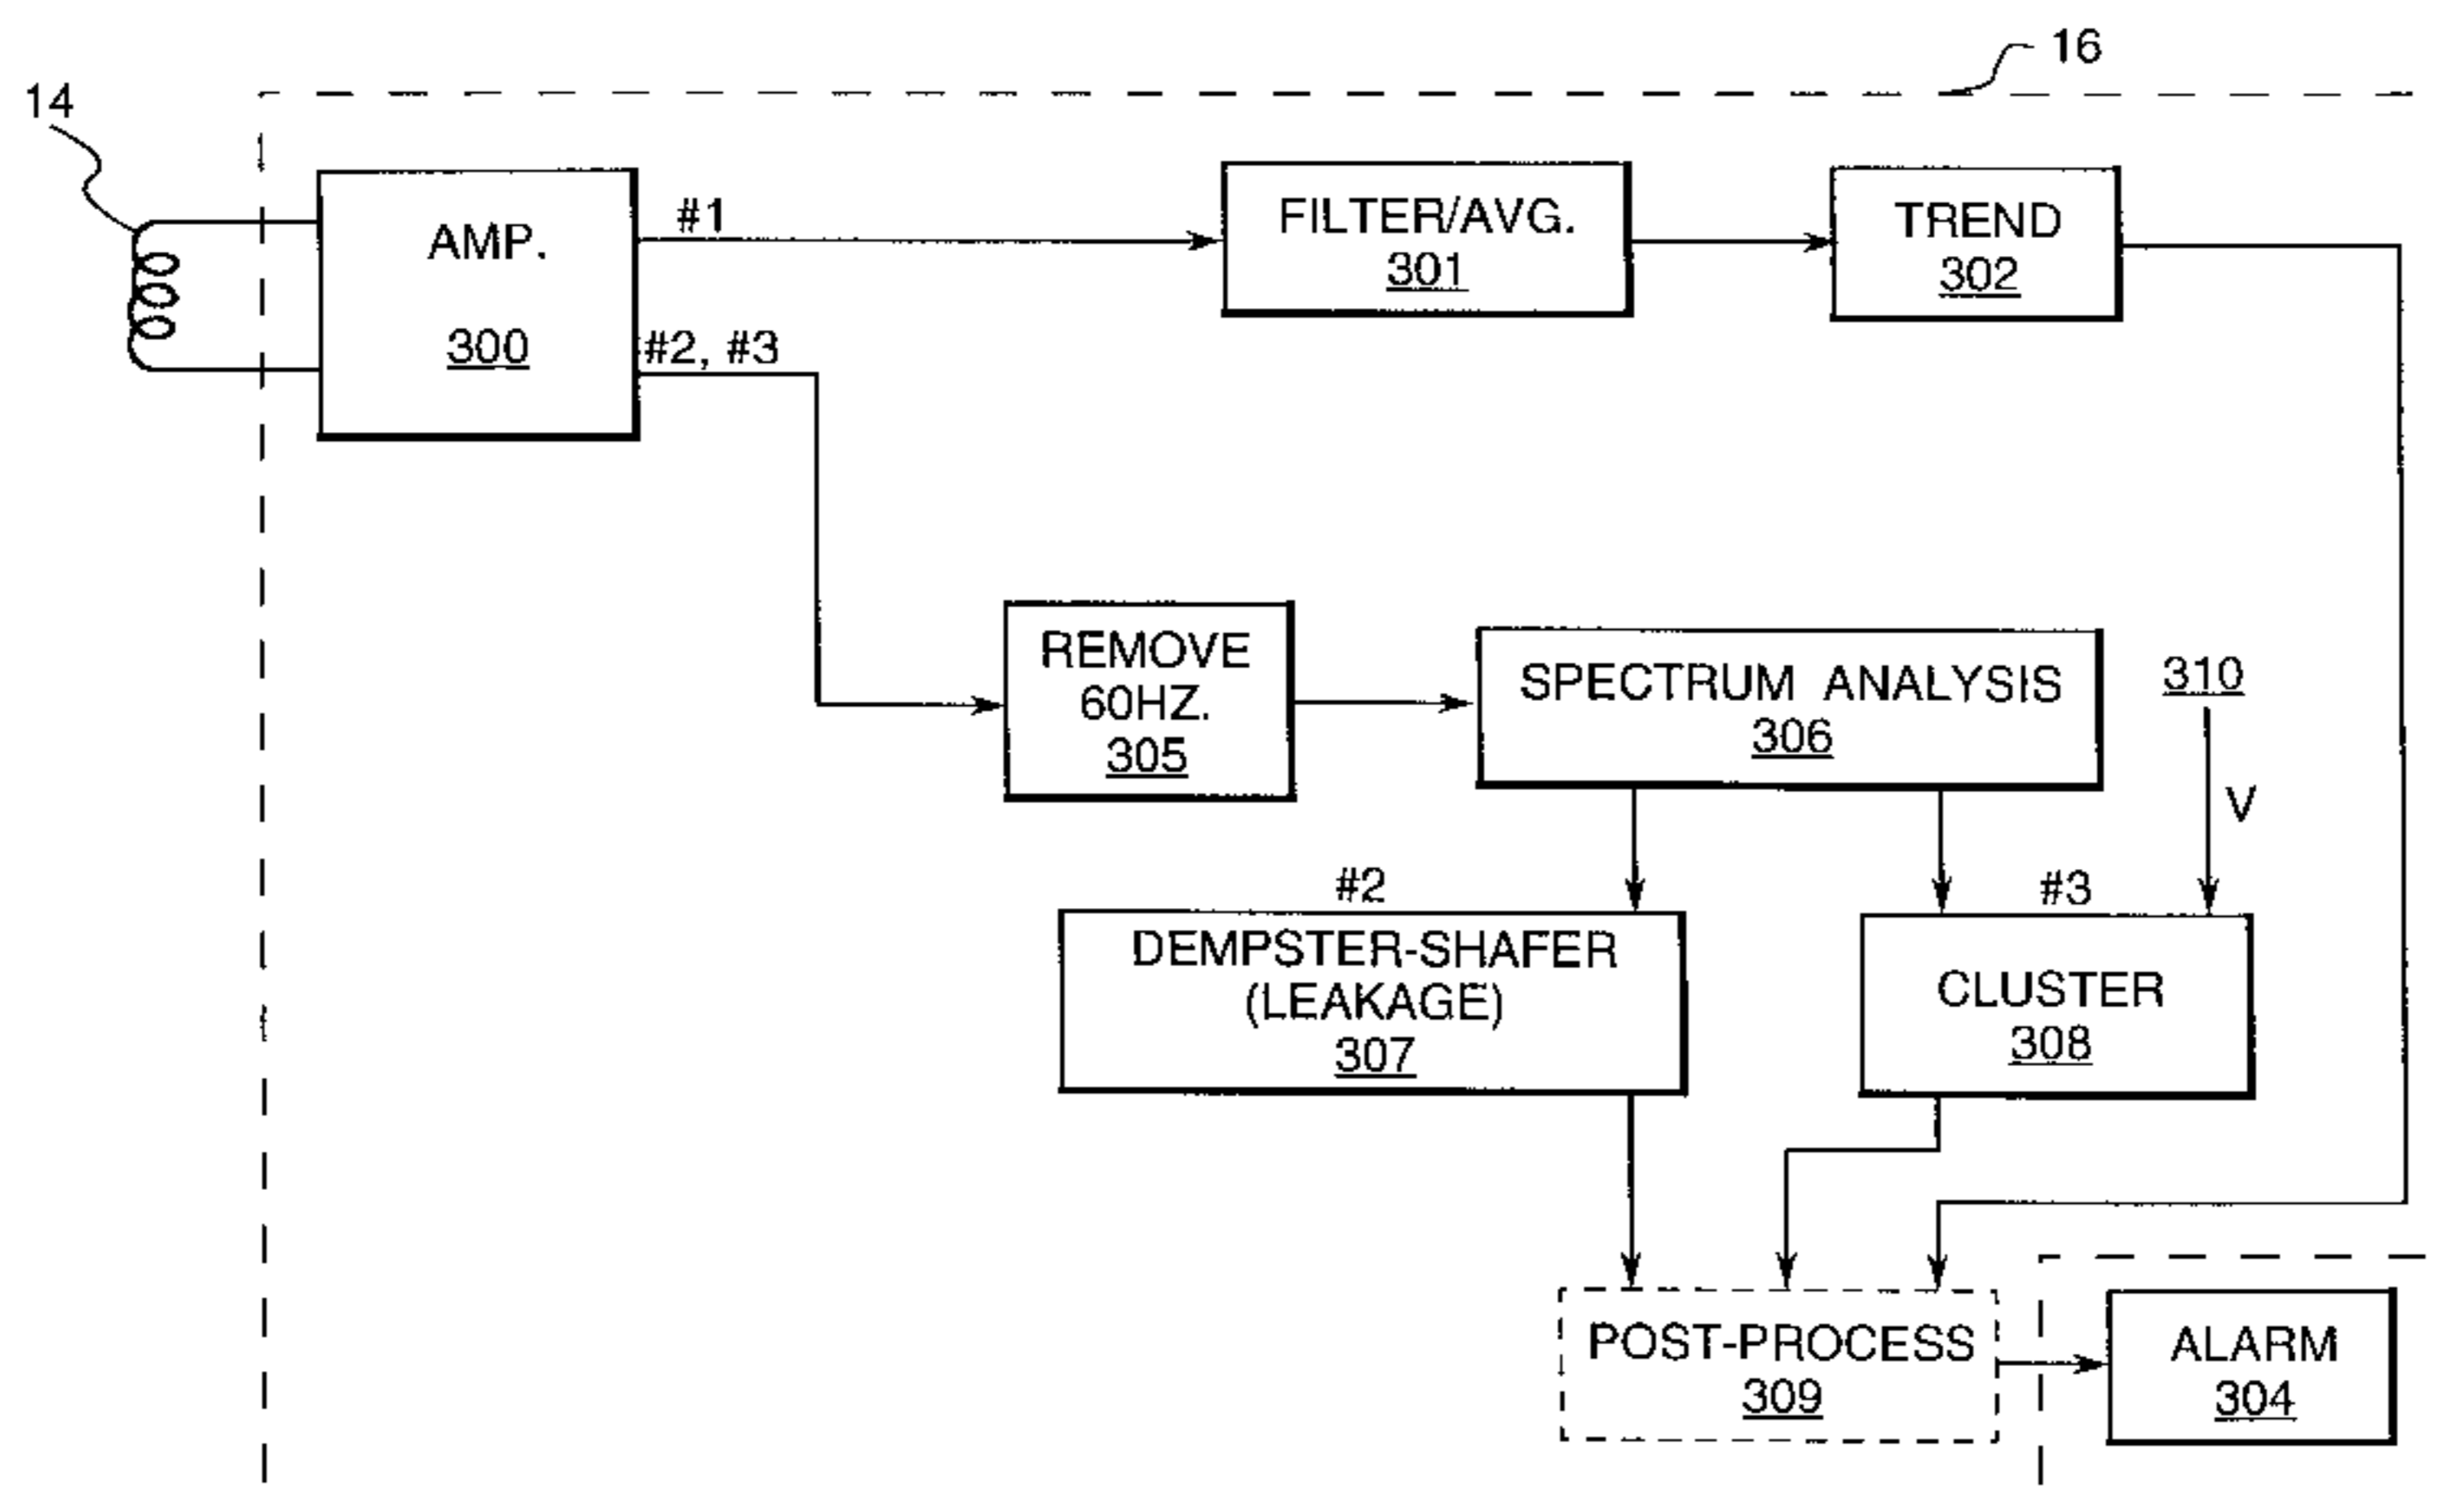 16
14
AMP.
300
#1
#2, #3
FILTER/AVG.
301
TREND
302
REMOVE
60HZ.
305
SPECTRUM ANALYSIS
306
310
V
#2
DEMPSTER-SHAFER
(LEAKAGE)
307
#3
CLUSTER
308
POST-PROCESS
309
ALARM
304